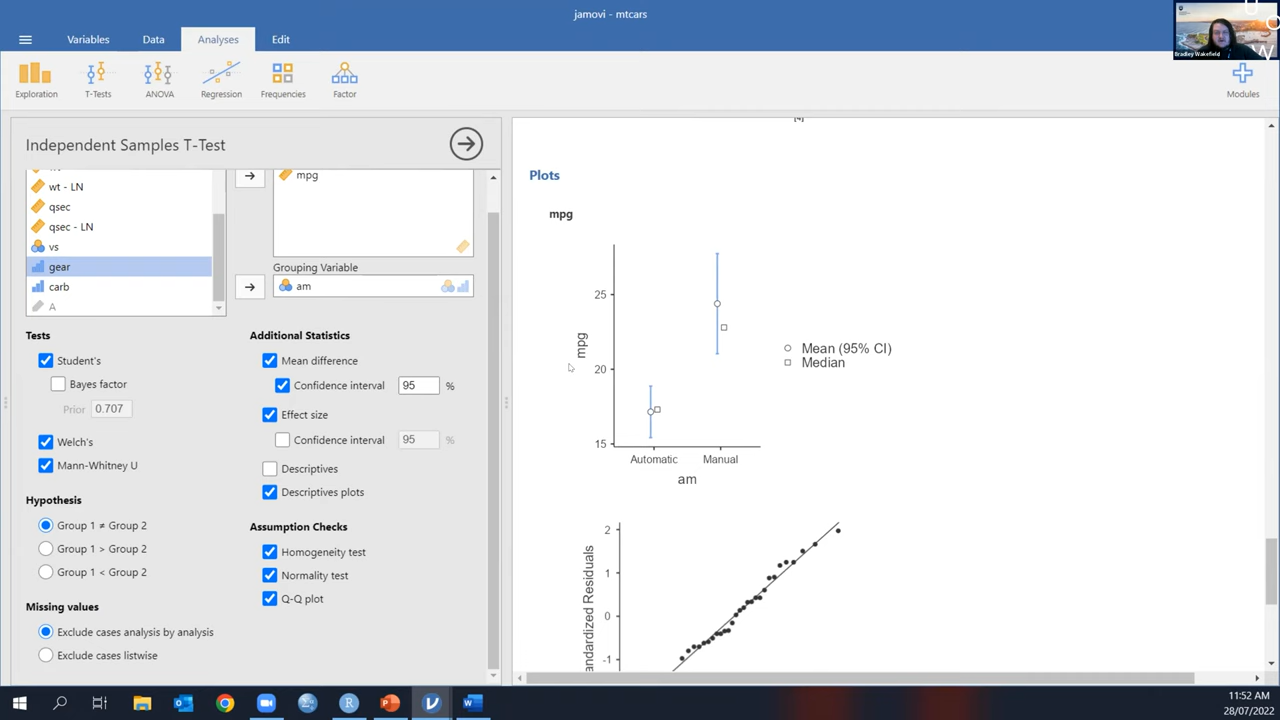 jamovi - mtcars
Variables
Data
Analyses
Edit
Exploration
T-Tests
ANOVA
Regression
Frequencies
Factor
Modules
Bradley Wakefield
Independent Samples T-Test
wt - LN
qsec
qsec - LN
vs
gear
carb
A
mpg
Grouping Variable
am
Tests
Student's
Bayes factor
Prior 0.707
Welch's
Mann-Whitney U
Hypothesis
Group 1 ≠ Group 2
Group 1 > Group 2
Group 1 < Group 2
Missing values
Exclude cases analysis by analysis
Exclude cases listwise
Additional Statistics
Mean difference
Confidence interval 95 %
Effect size
Confidence interval 95 %
Descriptives
Descriptives plots
Assumption Checks
Homogeneity test
Normality test
Q-Q plot
[4]
Plots
mpg
25
20
15
mpg
Automatic Manual
am
Mean (95% CI)
Median
2
1
0
-1
andardized Residuals
11:52 AM
28/07/2022